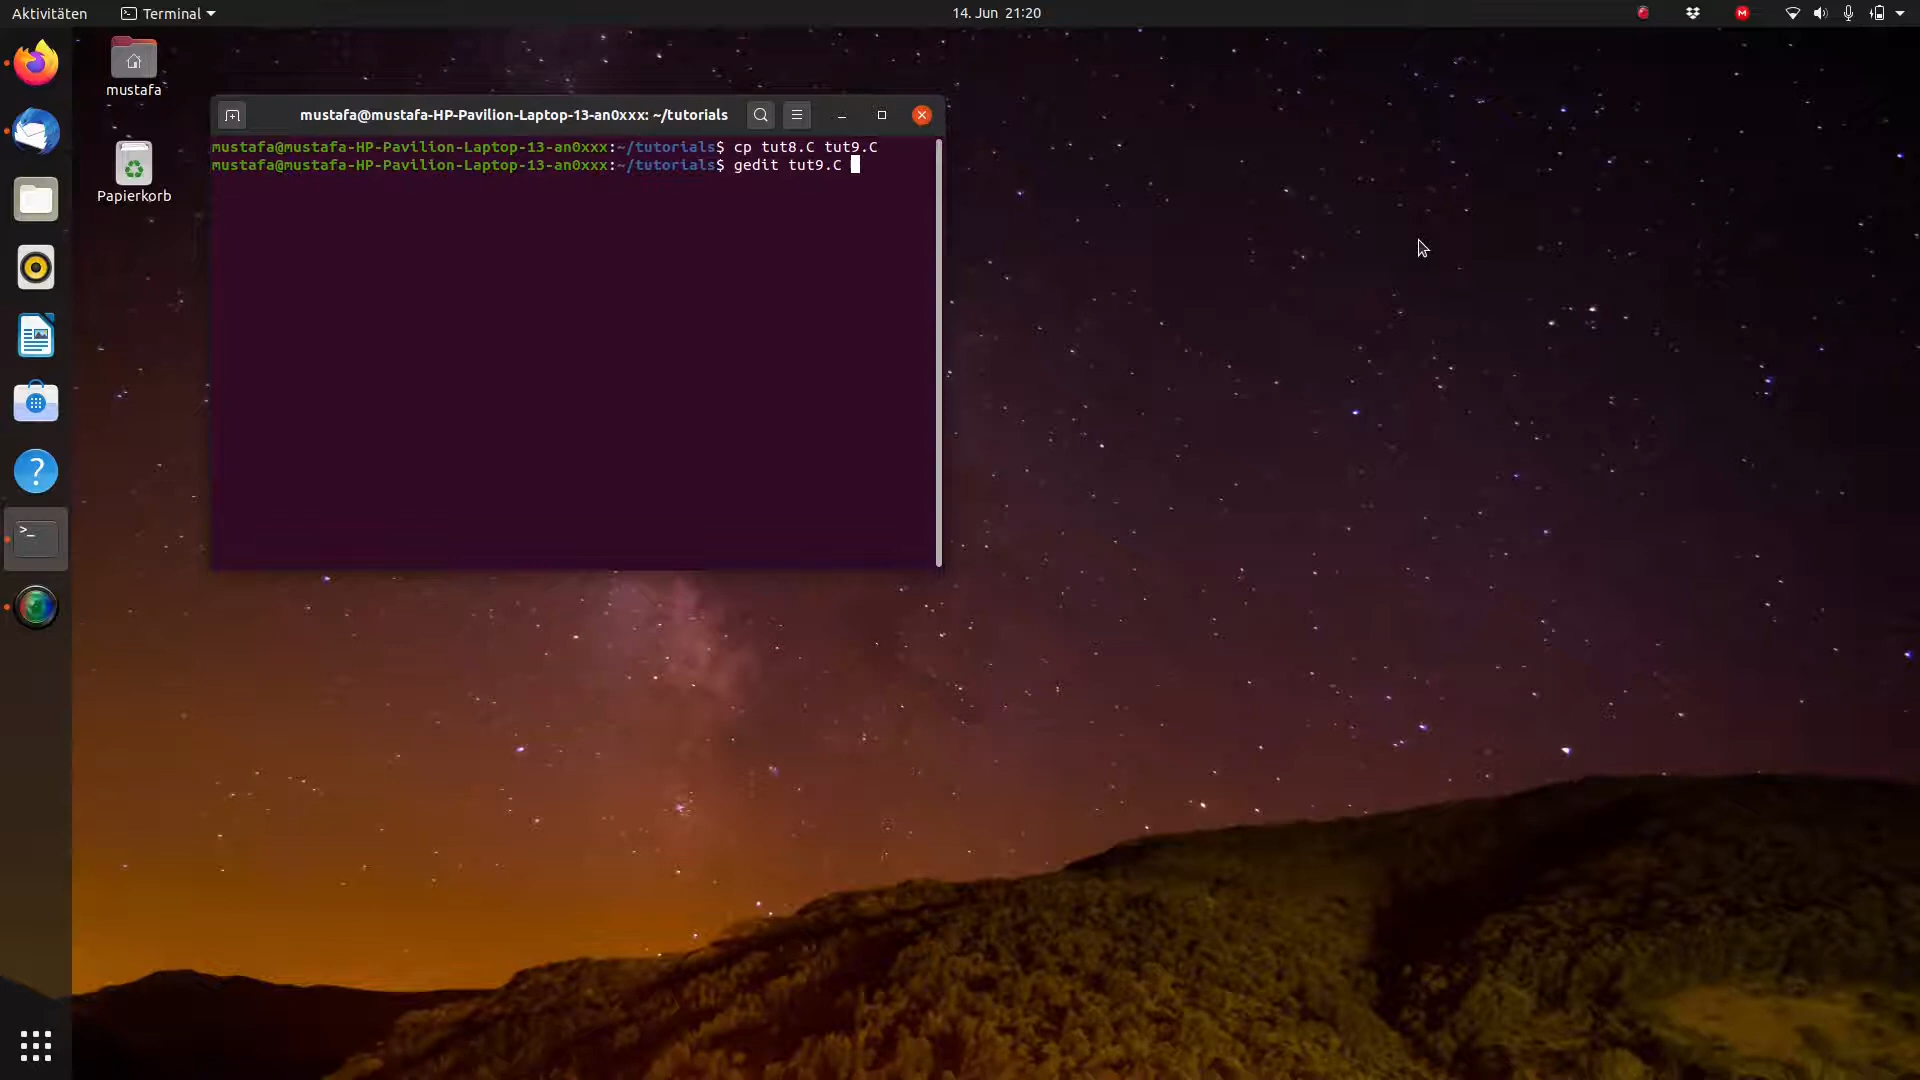 Aktivitäten
Terminal
14. Jun 21:20
mustafa
Papierkorb
mustafa@mustafa-HP-Pavilion-Laptop-13-an0xxx: ~/tutorials
mustafa@mustafa-HP-Pavilion-Laptop-13-an0xxx:~/tutorials$ cp tut8.C tut9.C
mustafa@mustafa-HP-Pavilion-Laptop-13-an0xxx:~/tutorials$ gedit tut9.C